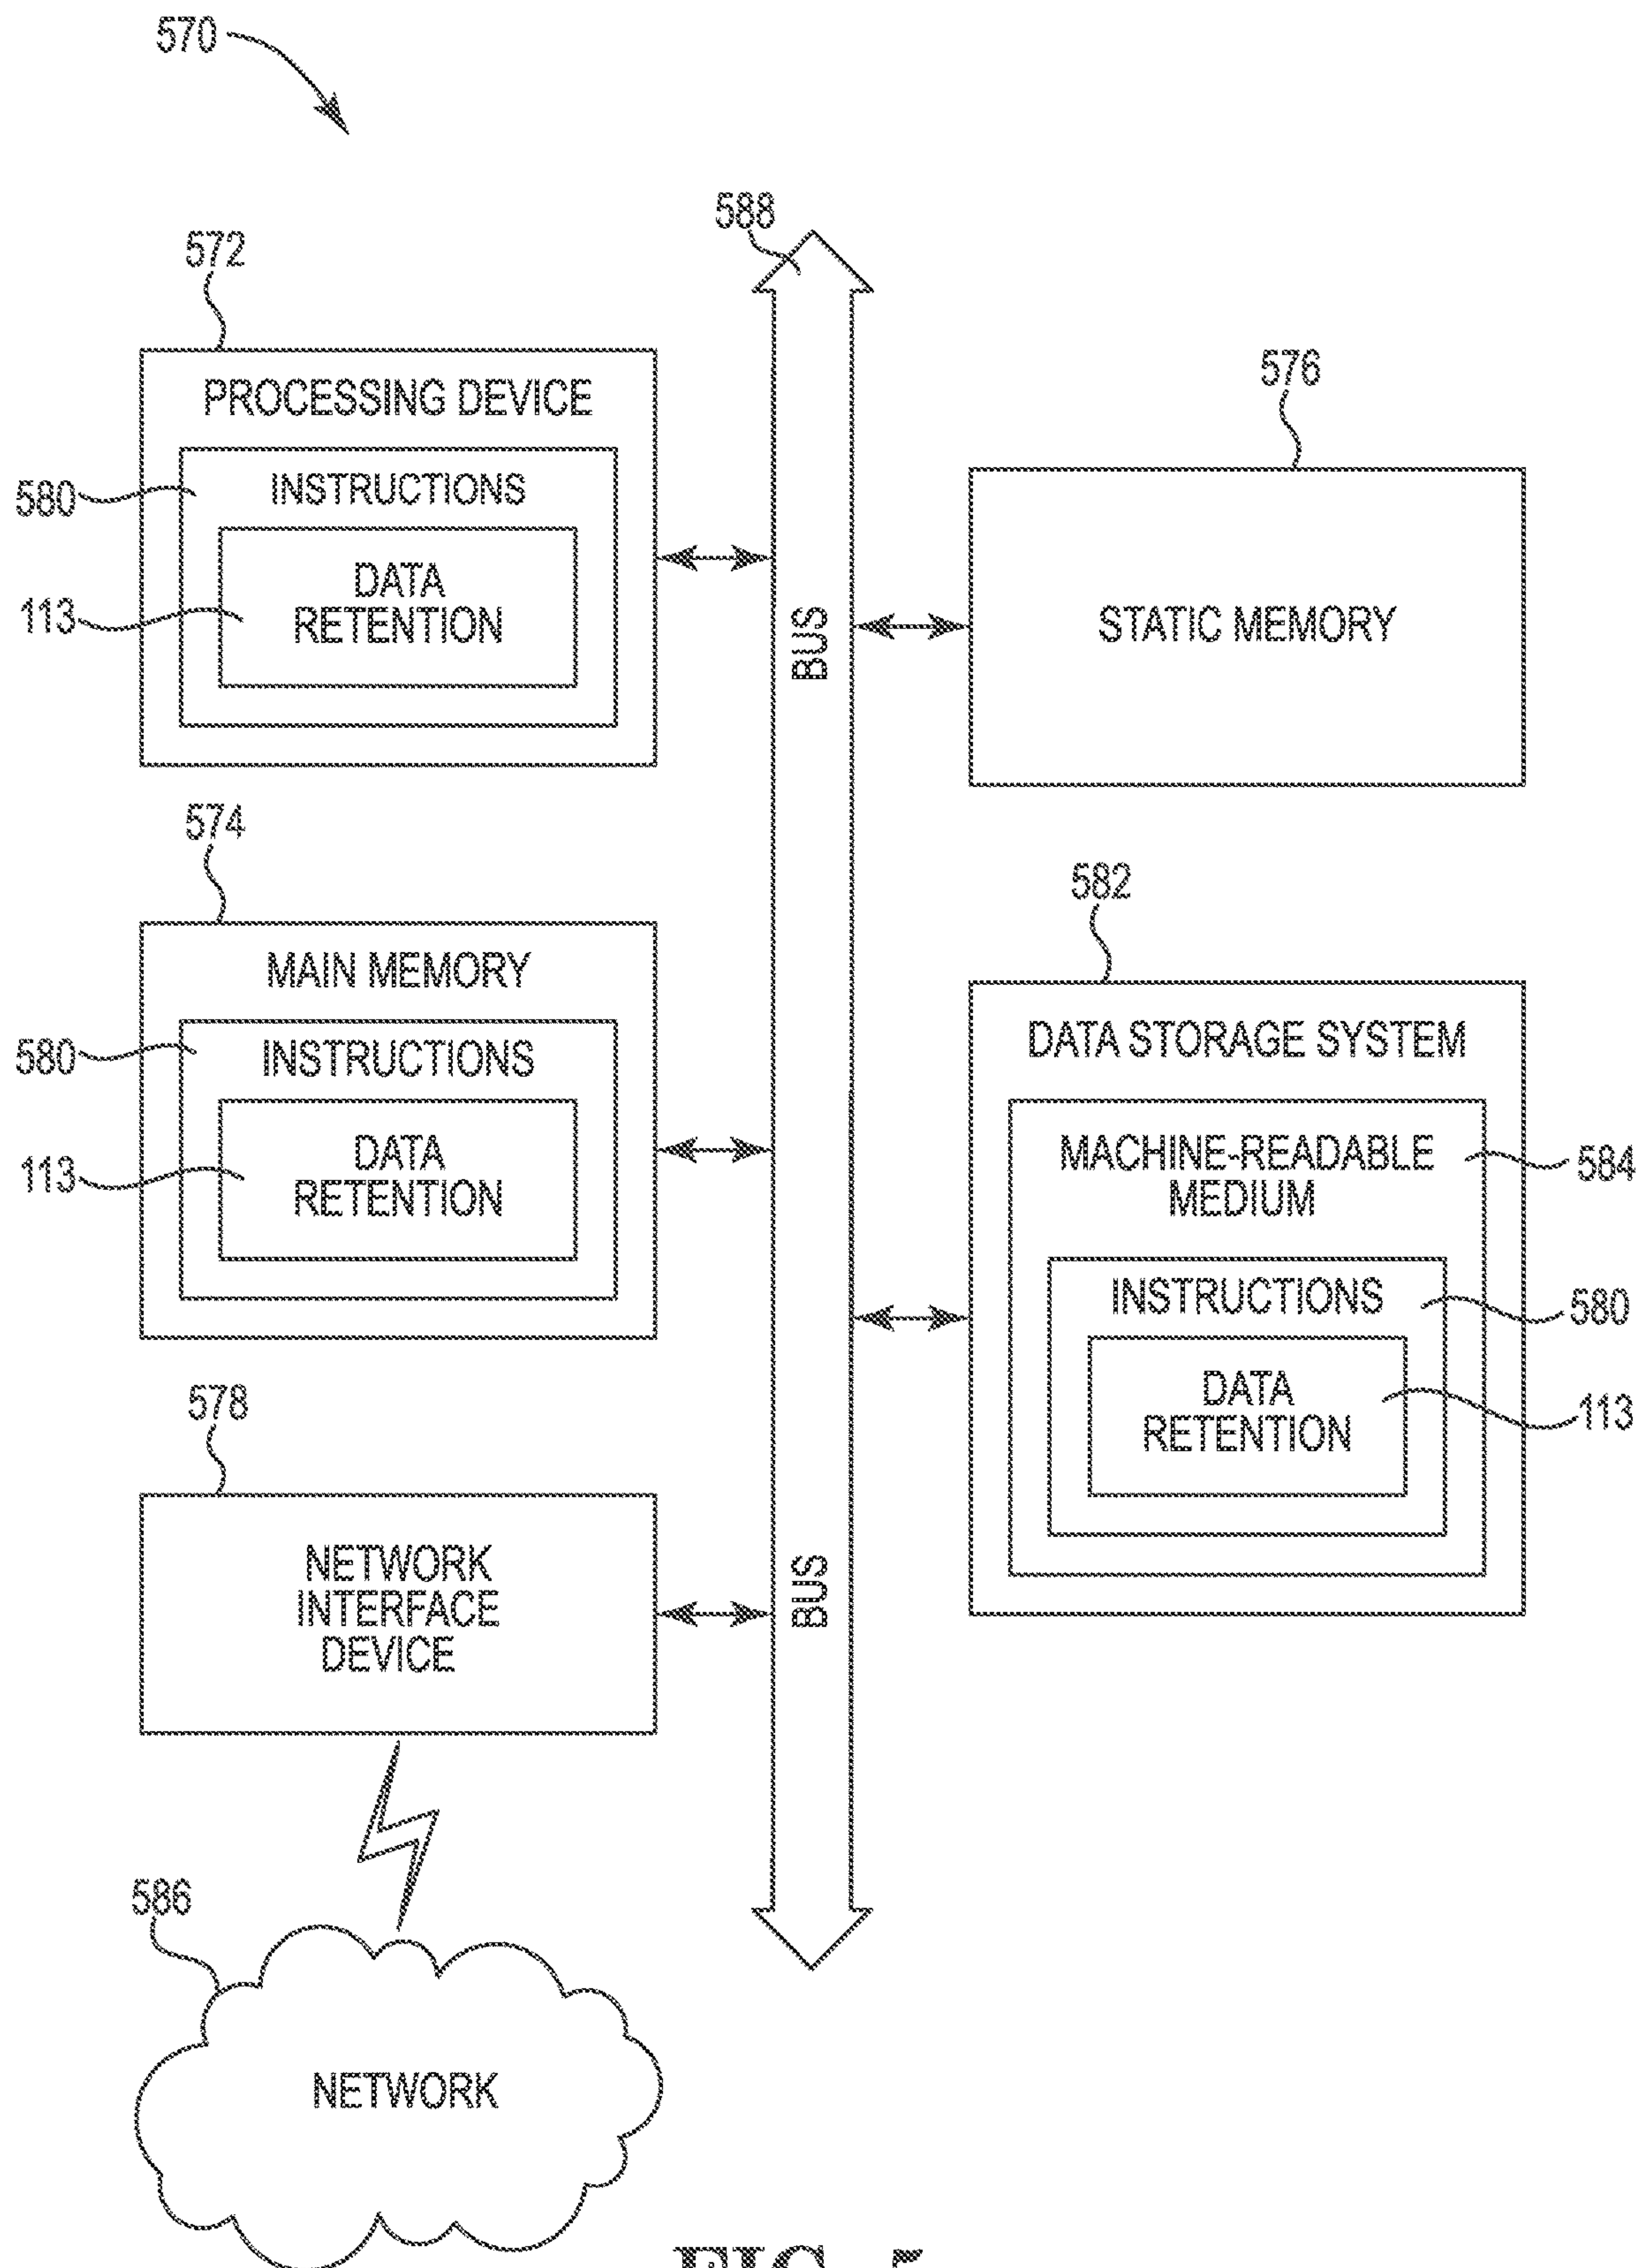 570
588
572
PROCESSING DEVICE
580
INSTRUCTIONS
113
DATA
RETENTION
BUS
576
STATIC MEMORY
574
MAIN MEMORY
580
INSTRUCTIONS
113
DATA
RETENTION
582
DATA STORAGE SYSTEM
MACHINE-READABLE
MEDIUM
584
INSTRUCTIONS
580
DATA
RETENTION
113
578
NETWORK
INTERFACE
DEVICE
BUS
586
NETWORK
FIG. 5